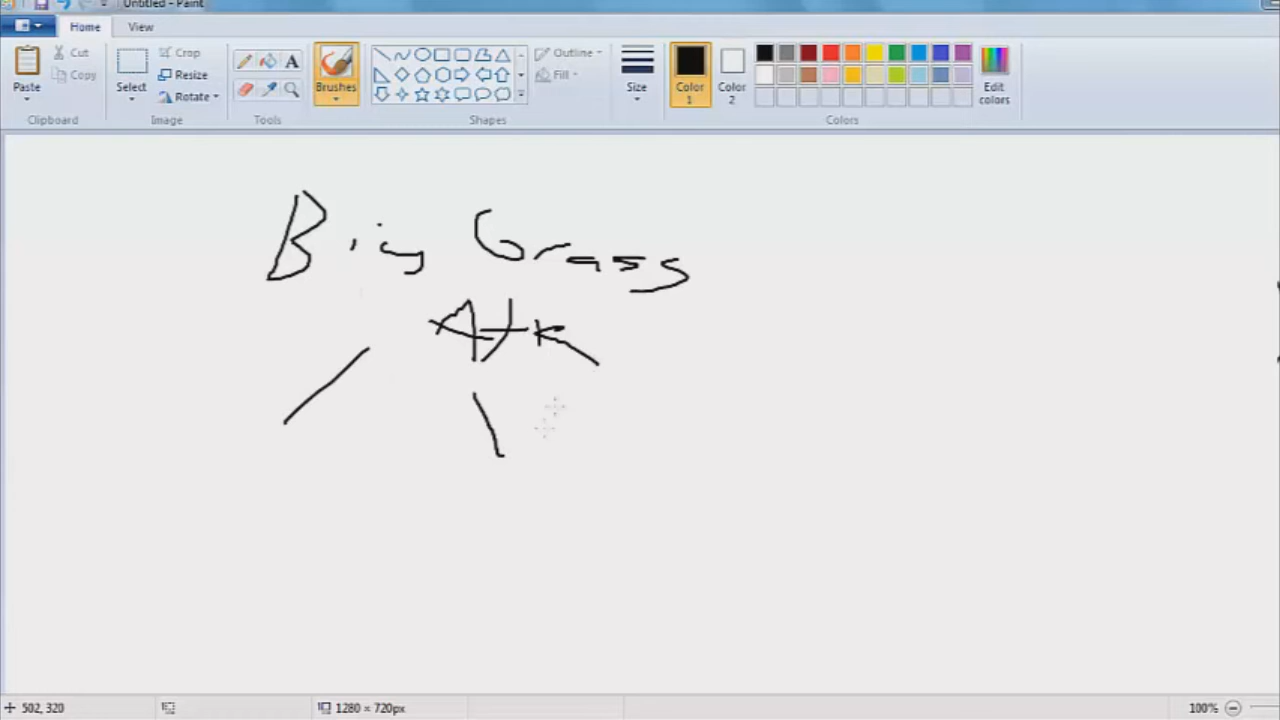 Untitled - Paint
Home View
Paste Cut Copy Select Crop Resize Rotate Brushes Outline Fill Size Color 1 Color 2 Edit colors
Clipboard Image Tools Shapes Colors
Big Grass
Atk
502, 320 1280 × 720px 100%